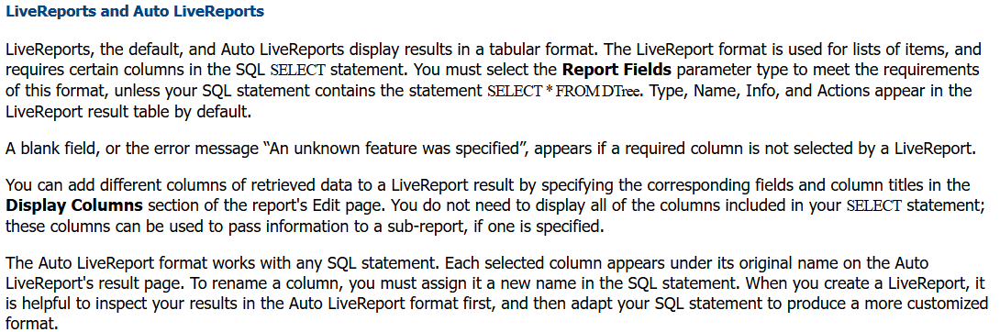 LiveReports and Auto LiveReports
LiveReports, the default, and Auto LiveReports display results in a tabular format. The LiveReport format is used for lists of items, and
requires certain columns in the SQL SELECT statement. You must select the Report Fields parameter type to meet the requirements
of this format, unless your SQL statement contains the statement SELECT * FROM DTree. Type, Name, Info, and Actions appear in the
LiveReport result table by default.
A blank field, or the error message “An unknown feature was specified”, appears if a required column is not selected by a LiveReport.
You can add different columns of retrieved data to a LiveReport result by specifying the corresponding fields and column titles in the
Display Columns section of the report's Edit page. You do not need to display all of the columns included in your SELECT statement;
these columns can be used to pass information to a sub-report, if one is specified.
The Auto LiveReport format works with any SQL statement. Each selected column appears under its original name on the Auto
LiveReport's result page. To rename a column, you must assign it a new name in the SQL statement. When you create a LiveReport, it
is helpful to inspect your results in the Auto LiveReport format first, and then adapt your SQL statement to produce a more customized
format.